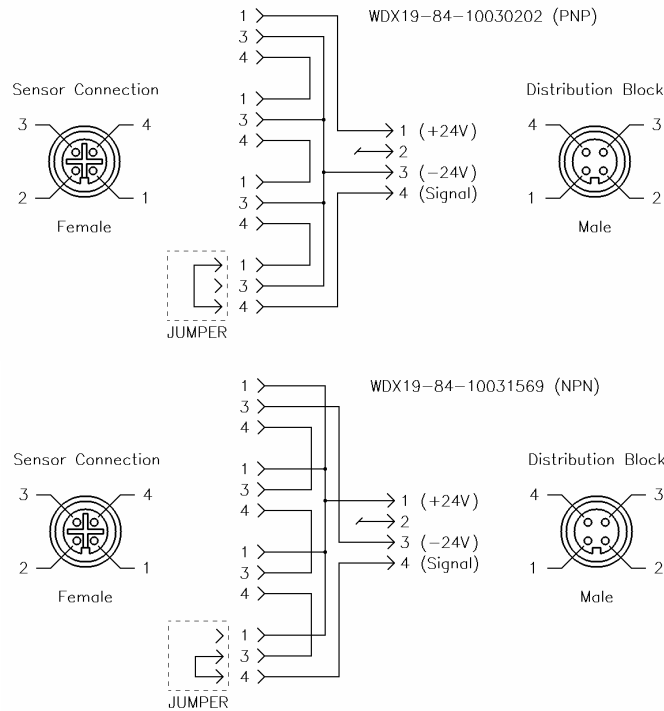 WDX19-84-10030202 (PNP)
1
3
4
Sensor Connection
Distribution Block
1
3 4
3
4 3
1 (+24V)
4
2
3 (-24V)
1
4 (Signal)
2 1
3
1 2
4
Female
Male
1
3
4
JUMPER
WDX19-84-10031569 (NPN)
1
3
4
Sensor Connection
Distribution Block
1
3 4
3
4 3
1 (+24V)
4
2
3 (-24V)
1
4 (Signal)
2 1
3
1 2
4
Female
Male
1
3
4
JUMPER